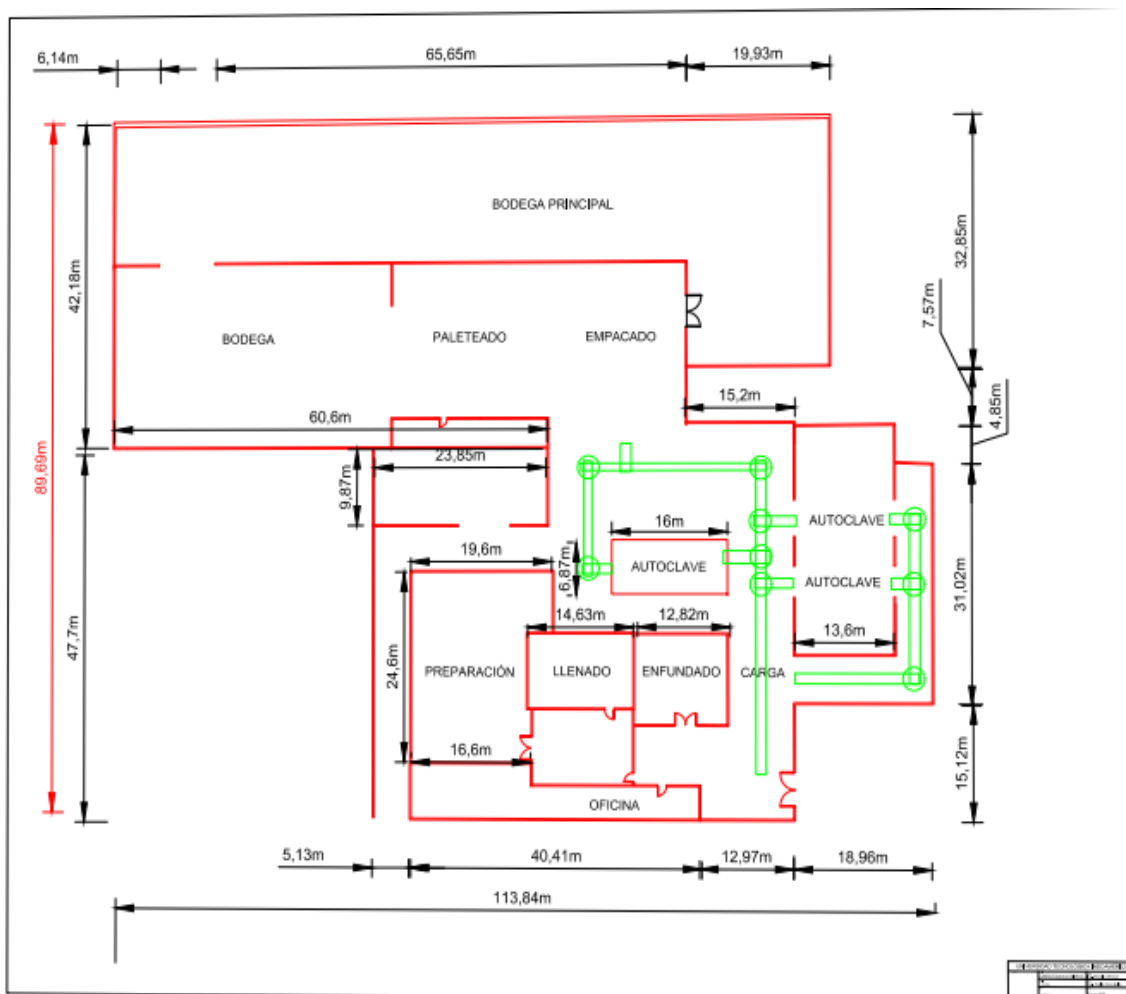 6,14m
65,65m
19,93m
89,69m
42,18m
47,7m
BODEGA PRINCIPAL
32,85m
7,57m
4,85m
31,02m
15,12m
BODEGA
PALETEADO
EMPACADO
15,2m
60,6m
23,85m
9,87m
16m
AUTOCLAVE
6,87m
AUTOCLAVE
AUTOCLAVE
19,6m
14,63m
12,82m
13,6m
24,6m
PREPARACIÓN
LLENADO
ENFUNDADO
CARGA
16,6m
OFICINA
5,13m
40,41m
12,97m
18,96m
113,84m